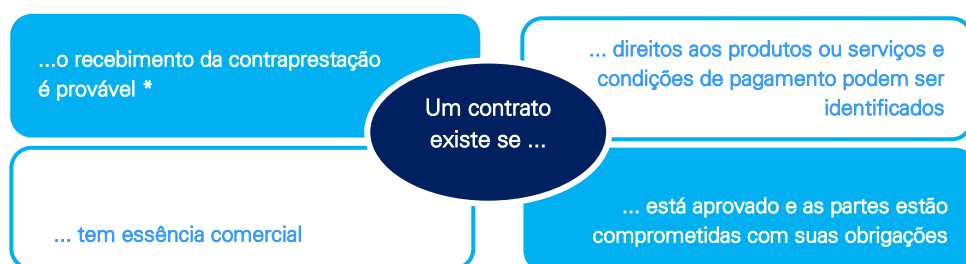 ...o recebimento da contraprestação
é provável *
... direitos aos produtos ou serviços e
condições de pagamento podem ser
identificados
Um contrato
existe se ...
... tem essência comercial
... está aprovado e as partes estão
comprometidas com suas obrigações